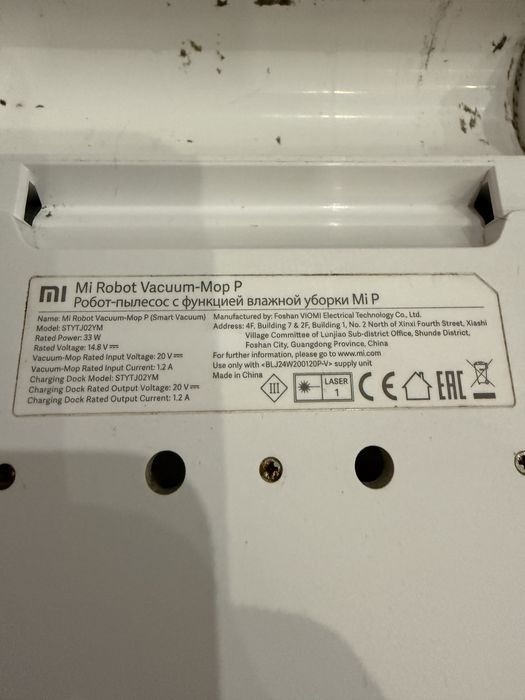 mi Mi Robot Vacuum-Mop P
Робот-пылесос с функцией влажной уборки Mi P
Name: Mi Robot Vacuum-Mop P (Smart Vacuum)
Model: STYTJ02YM
Rated Power: 33 W
Rated Voltage: 14.8 V
Vacuum-Mop Rated Input Voltage: 20 V
Vacuum-Mop Rated Input Current: 1.2 A
Charging Dock Model: STYTJ02YM
Charging Dock Rated Output Voltage: 20 V
Charging Dock Rated Output Current: 1.2 A
Manufactured by: Foshan VIOMI Electrical Technology Co., Ltd.
Address: 4F, Building 7 & 2F, Building 1, No. 2 North of Xinxi Fourth Street, Xiashi
Village Committee of Lunjiao Sub-district Office, Shunde District,
Foshan City, Guangdong Province, China
For further information, please go to www.mi.com
Use only with <BLJ24W200120P-V> supply unit
Made in China
III
LASER
1
CE
EAC